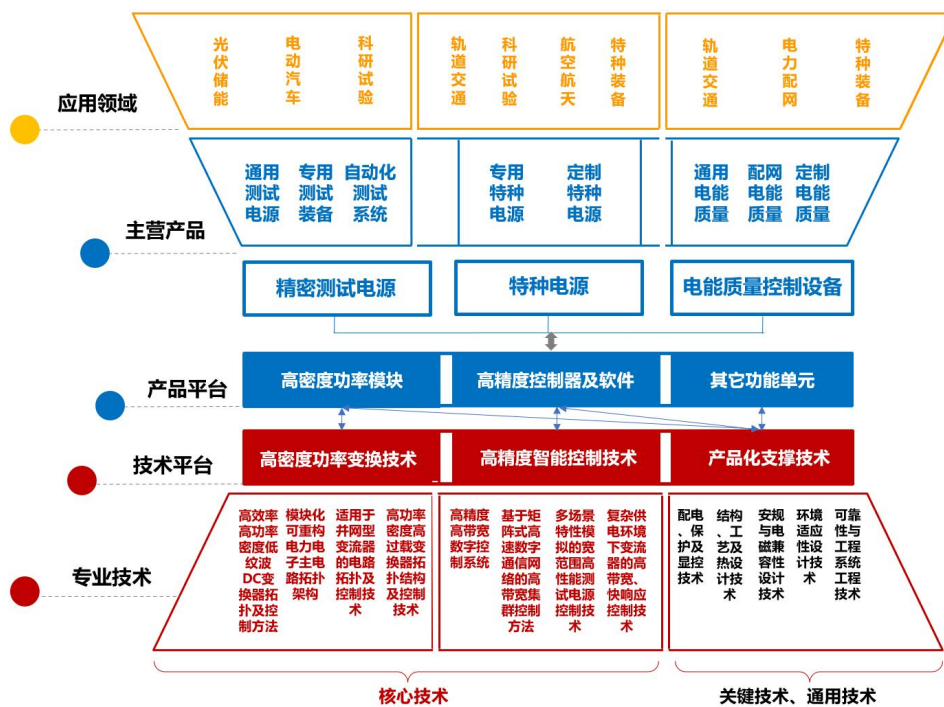 光伏储能
电动汽车
科研试验
轨道交通
科研试验
航空航天
特种装备
轨道交通
电力配网
特种装备
应用领域
通用
测试
电源
专用
测试
装备
自动化
测试
系统
专用
特种
电源
定制
特种
电源
通用
电能
质量
配网
电能
质量
定制
电能
质量
主营产品
精密测试电源
特种电源
电能质量控制设备
产品平台
高密度功率模块
高精度控制器及软件
其它功能单元
技术平台
高密度功率变换技术
高精度智能控制技术
产品化支撑技术
专业技术
高效率
高功率
密度低
纹波
DC变
换器拓
扑及控
制方法
模块化
可重构
电力电
子主电
路拓扑
架构
适用于
并网型
变流器
的电路
拓扑及
控制技
术
高功率
密度高
过载变
换器拓
扑结构
及控制
技术
高精度
高带宽
数字控
制系统
基于矩
阵式高
速数字
通信网
络的高
带宽集
群控制
方法
多场景
特性模
拟的宽
范围高
性能测
试电源
控制技
术
复杂供
电环境
下变流
器的高
带宽、
快响应
控制技
术
配电
、保
护及
显控
技术
结构
、工
艺及
热设
计技
术
安规
与电
磁兼
容性
设计
技术
环境
适应
性设
计技
术
可靠
性与
工程
系统
工程
技术
核心技术
关键技术、通用技术